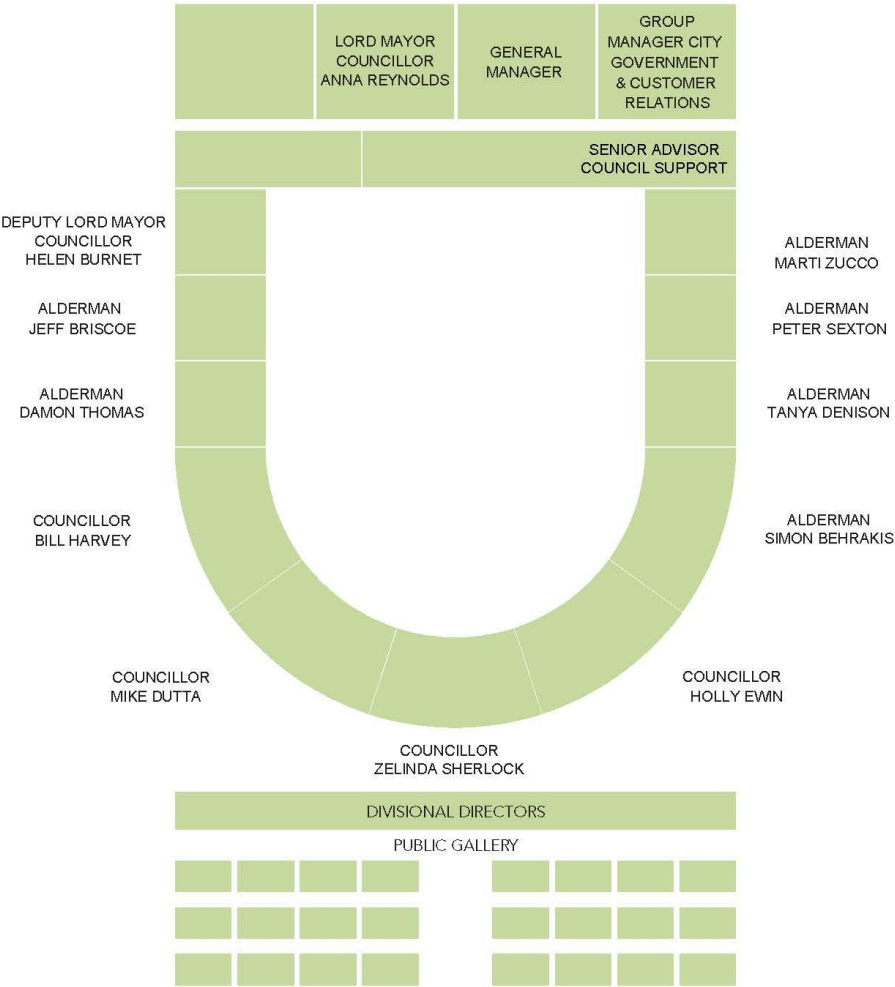 LORD MAYOR
COUNCILLOR
ANNA REYNOLDS
GENERAL
MANAGER
GROUP
MANAGER CITY
GOVERNMENT
& CUSTOMER
RELATIONS
SENIOR ADVISOR
COUNCIL SUPPORT
DEPUTY LORD MAYOR
COUNCILLOR
HELEN BURNET
ALDERMAN
MARTI ZUCCO
ALDERMAN
JEFF BRISCOE
ALDERMAN
PETER SEXTON
ALDERMAN
DAMON THOMAS
ALDERMAN
TANYA DENISON
COUNCILLOR
BILL HARVEY
ALDERMAN
SIMON BEHRAKIS
COUNCILLOR
MIKE DUTTA
COUNCILLOR
HOLLY EWIN
COUNCILLOR
ZELINDA SHERLOCK
DIVISIONAL DIRECTORS
PUBLIC GALLERY